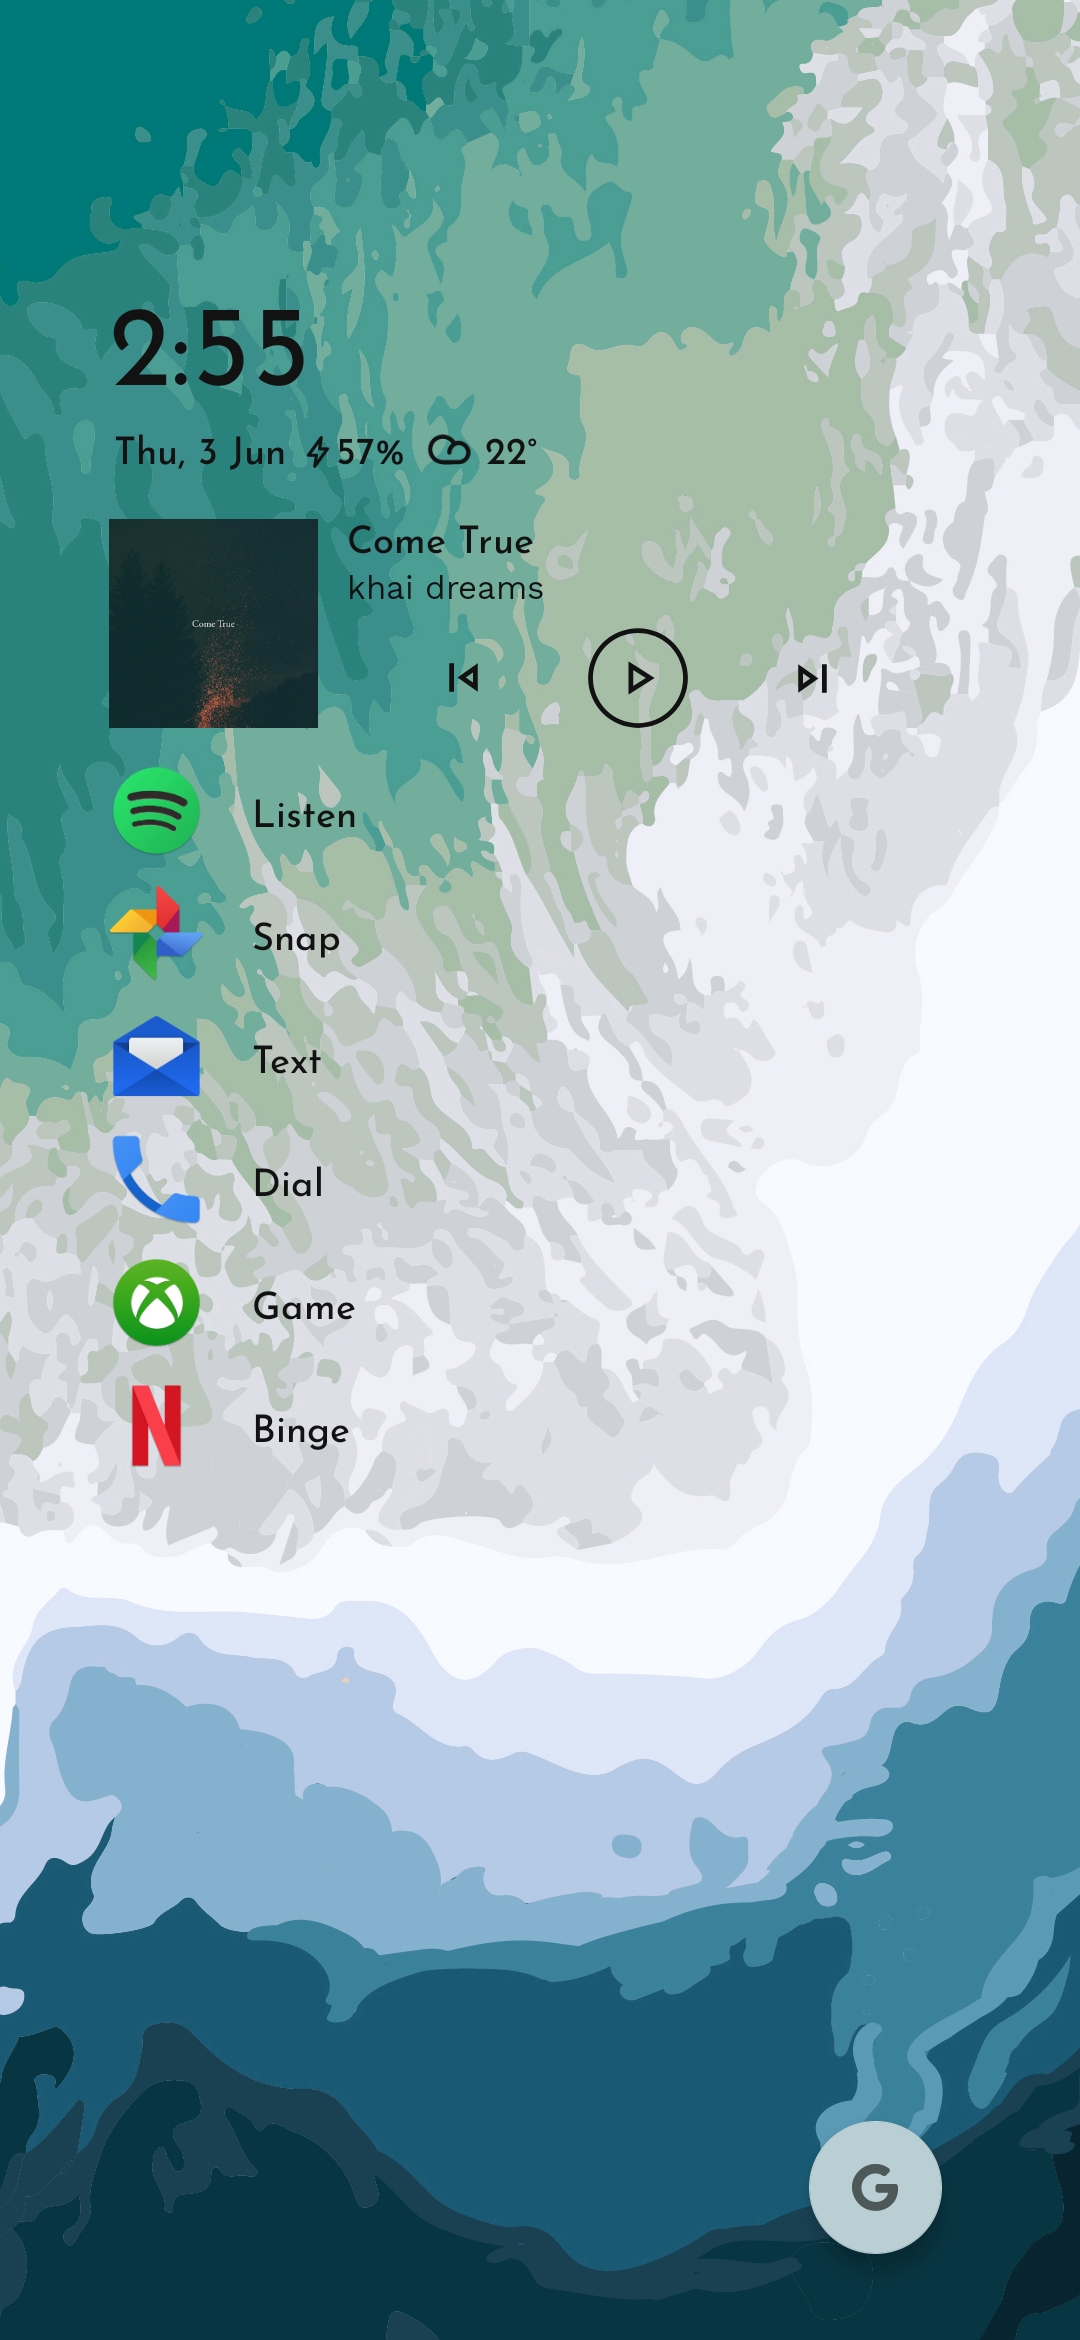 2:55
Thu, 3 Jun 57% 22°
Come True
khai dreams
Come True
Listen
Snap
Text
Dial
Game
Binge
G